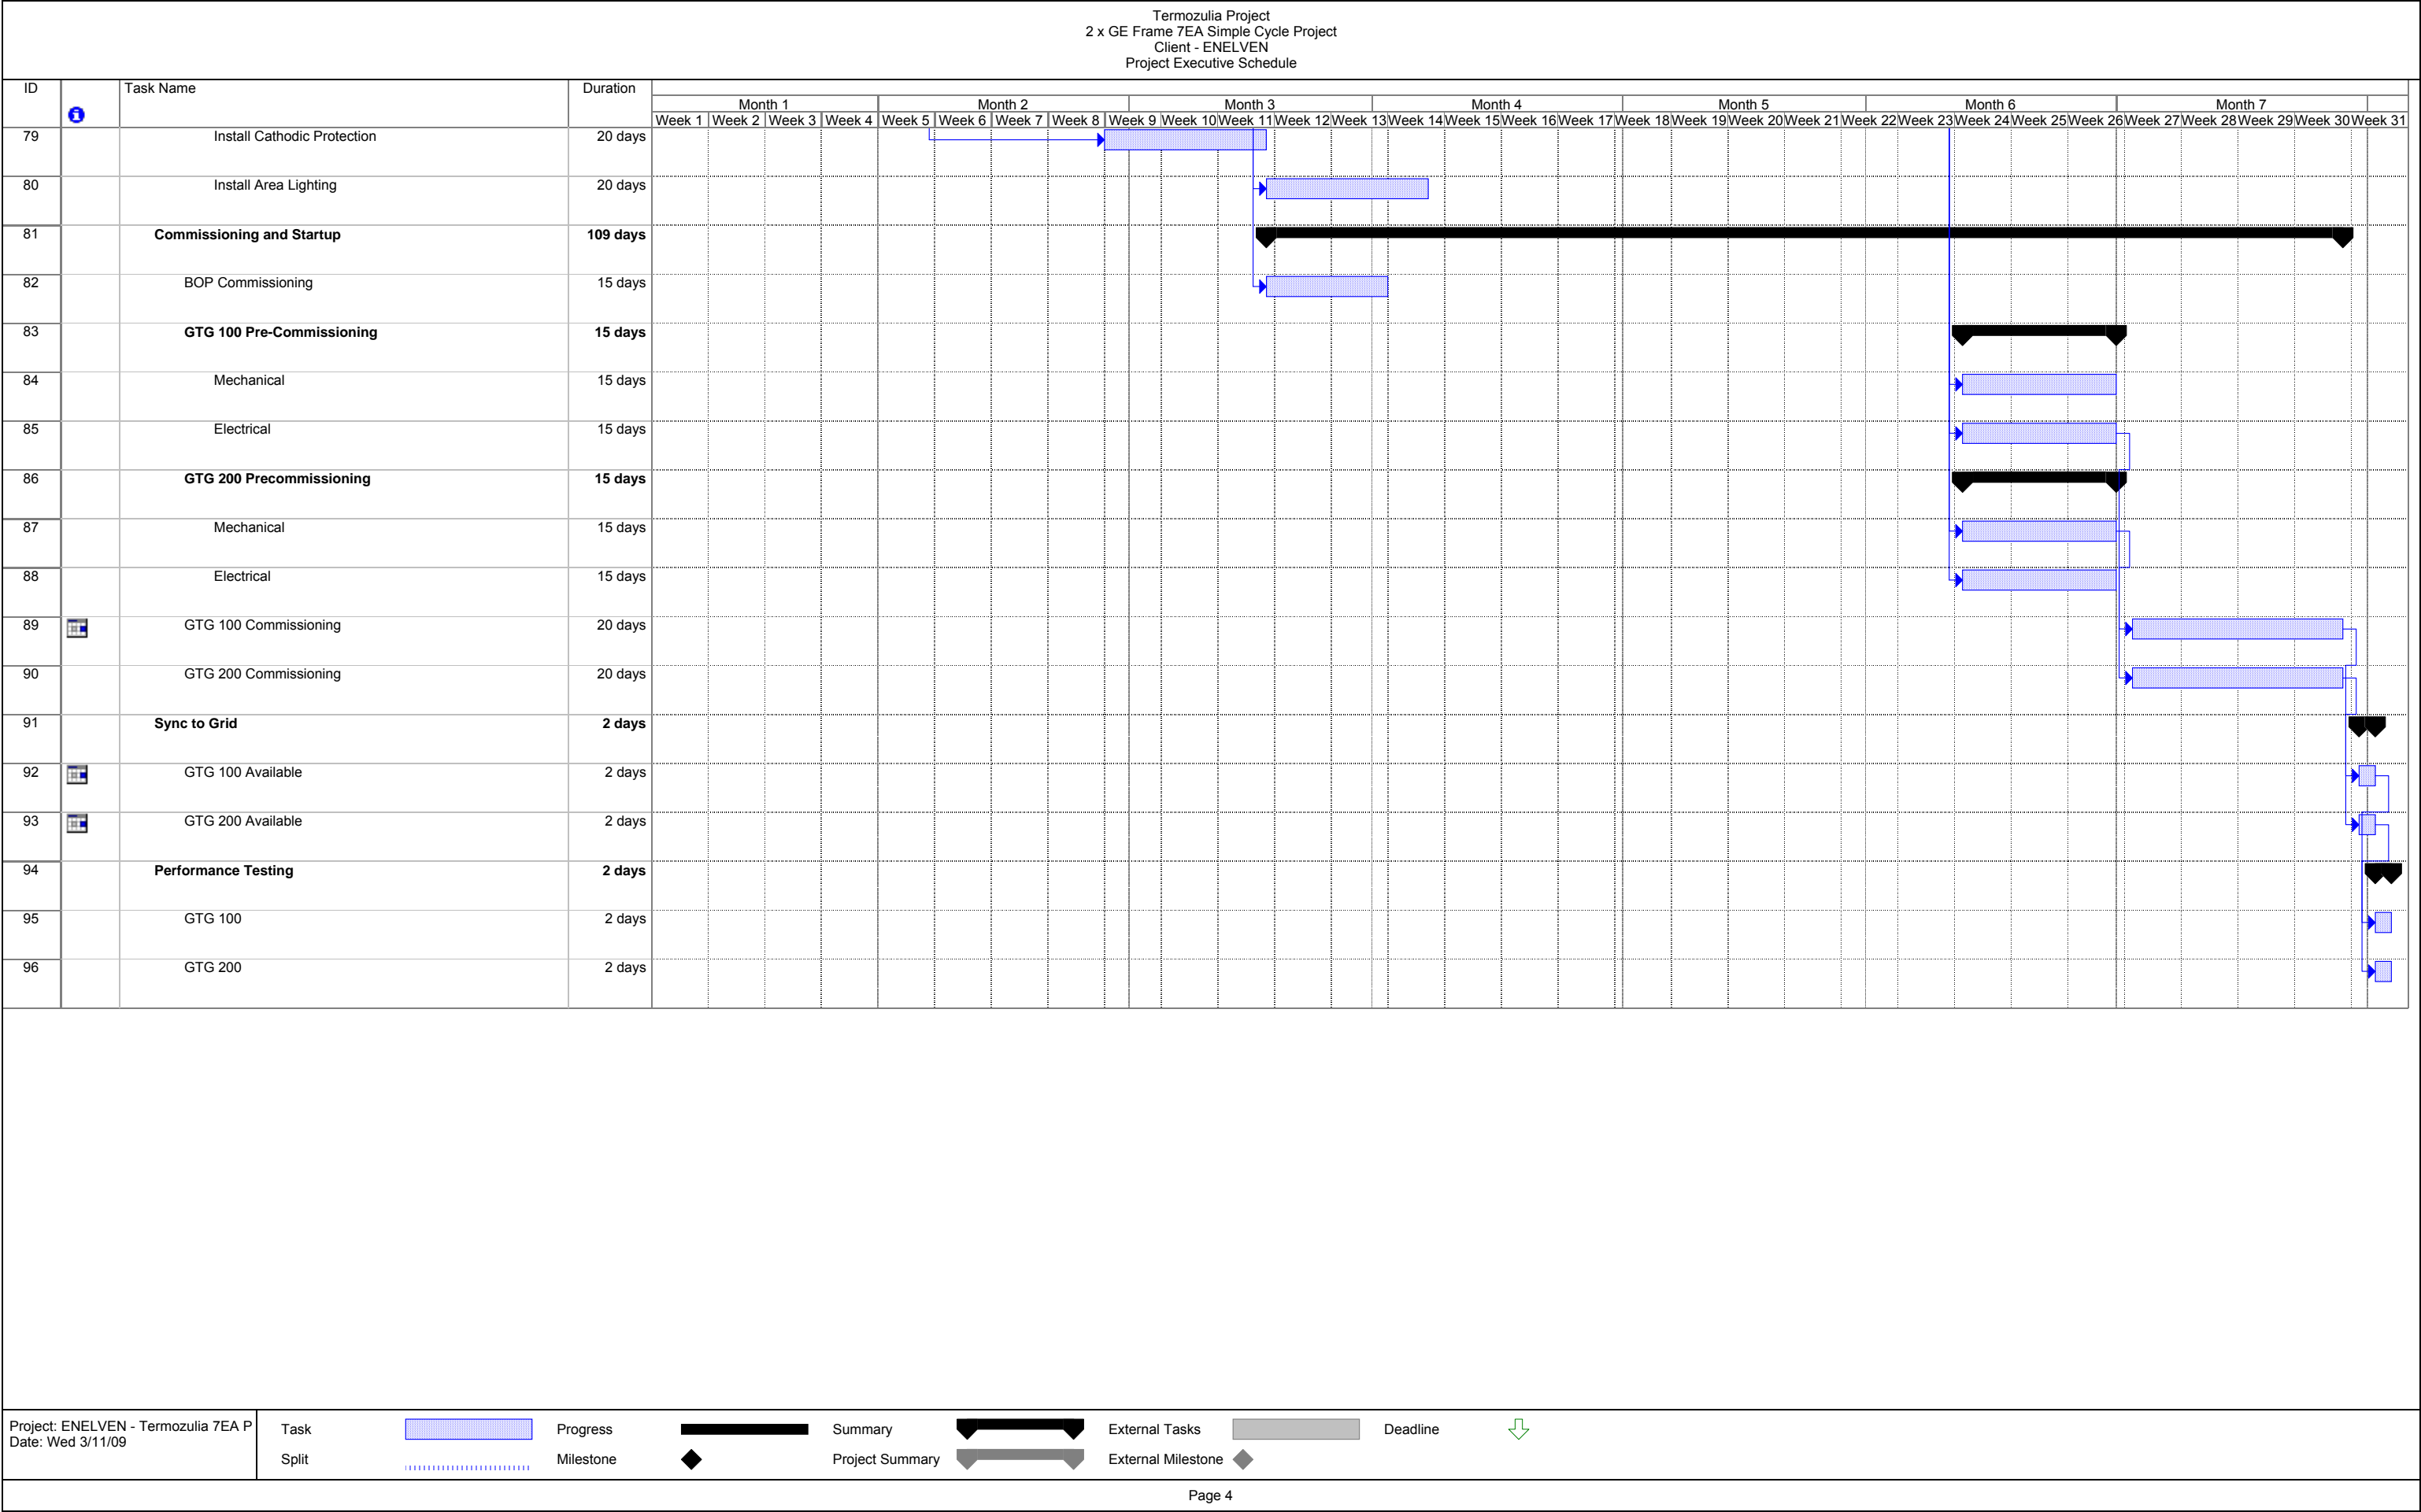 Termozulia Project
2 x GE Frame 7EA Simple Cycle Project
Client - ENELVEN
Project Executive Schedule
ID Task Name Duration
Month 1 Month 2 Month 3 Month 4 Month 5 Month 6 Month 7
Week 1 Week 2 Week 3 Week 4 Week 5 Week 6 Week 7 Week 8 Week 9 Week 10 Week 11 Week 12 Week 13 Week 14 Week 15 Week 16 Week 17 Week 18 Week 19 Week 20 Week 21 Week 22 Week 23 Week 24 Week 25 Week 26 Week 27 Week 28 Week 29 Week 30 Week 31
79 Install Cathodic Protection 20 days
80 Install Area Lighting 20 days
81 Commissioning and Startup 109 days
82 BOP Commissioning 15 days
83 GTG 100 Pre-Commissioning 15 days
84 Mechanical 15 days
85 Electrical 15 days
86 GTG 200 Precommissioning 15 days
87 Mechanical 15 days
88 Electrical 15 days
89 GTG 100 Commissioning 20 days
90 GTG 200 Commissioning 20 days
91 Sync to Grid 2 days
92 GTG 100 Available 2 days
93 GTG 200 Available 2 days
94 Performance Testing 2 days
95 GTG 100 2 days
96 GTG 200 2 days
Project: ENELVEN - Termozulia 7EA P
Date: Wed 3/11/09
Task Progress Summary External Tasks Deadline
Split Milestone Project Summary External Milestone
Page 4